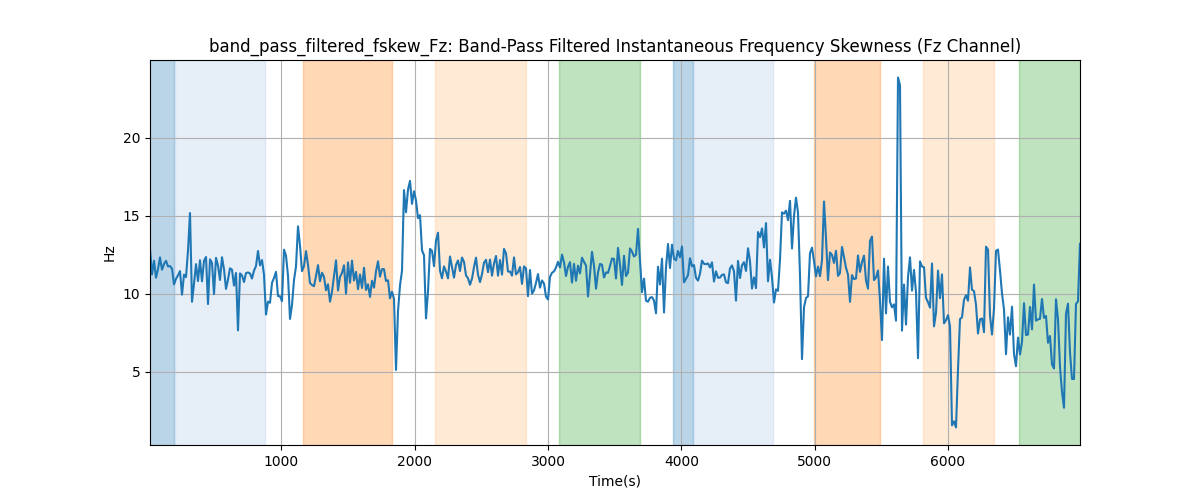 band_pass_filtered_fskew_Fz: Band-Pass Filtered Instantaneous Frequency Skewness (Fz Channel)
20
15
10
5
Hz
1000 2000 3000 4000 5000 6000
Time(s)